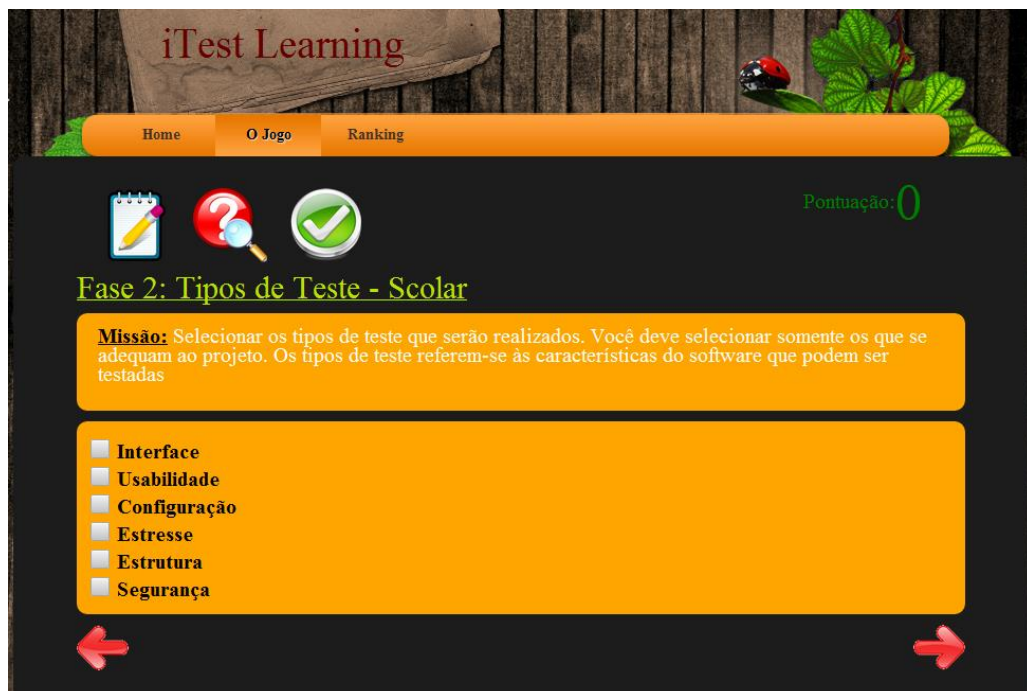 iTest Learning
Home O Jogo Ranking
Pontuação:0
Fase 2: Tipos de Teste - Scolar
Missão: Selecionar os tipos de teste que serão realizados. Você deve selecionar somente os que se
adequam ao projeto. Os tipos de teste referem-se às características do software que podem ser
testadas
Interface
Usabilidade
Configuração
Estresse
Estrutura
Segurança